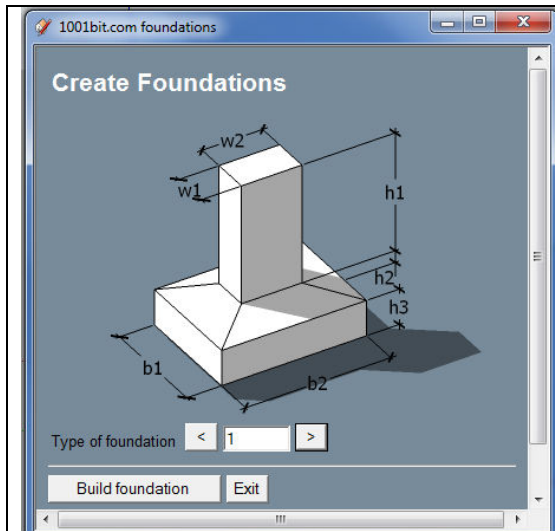 1001bit.com foundations
Create Foundations
w2
w1
h1
h2
h3
b1
b2
Type of foundation < 1 >
Build foundation Exit